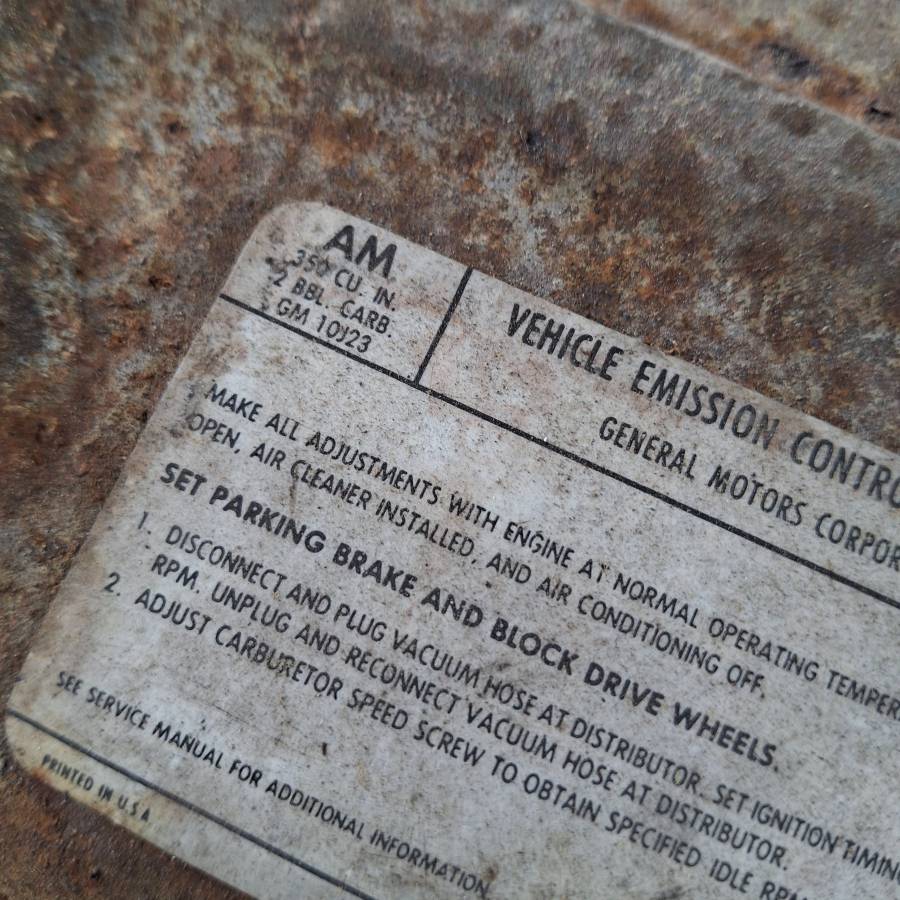 AM
350 CU. IN.
2 BBL. CARB.
GM 10J23
VEHICLE EMISSION CONTRO
GENERAL MOTORS CORPOR
MAKE ALL ADJUSTMENTS WITH ENGINE AT NORMAL OPERATING TEMPER
OPEN, AIR CLEANER INSTALLED, AND AIR CONDITIONING OFF.
SET PARKING BRAKE AND BLOCK DRIVE WHEELS.
1. DISCONNECT AND PLUG VACUUM HOSE AT DISTRIBUTOR. SET IGNITION TIMING
RPM. UNPLUG AND RECONNECT VACUUM HOSE AT DISTRIBUTOR.
2. ADJUST CARBURETOR SPEED SCREW TO OBTAIN SPECIFIED IDLE RPM
SEE SERVICE MANUAL FOR ADDITIONAL INFORMATION
PRINTED IN U.S.A